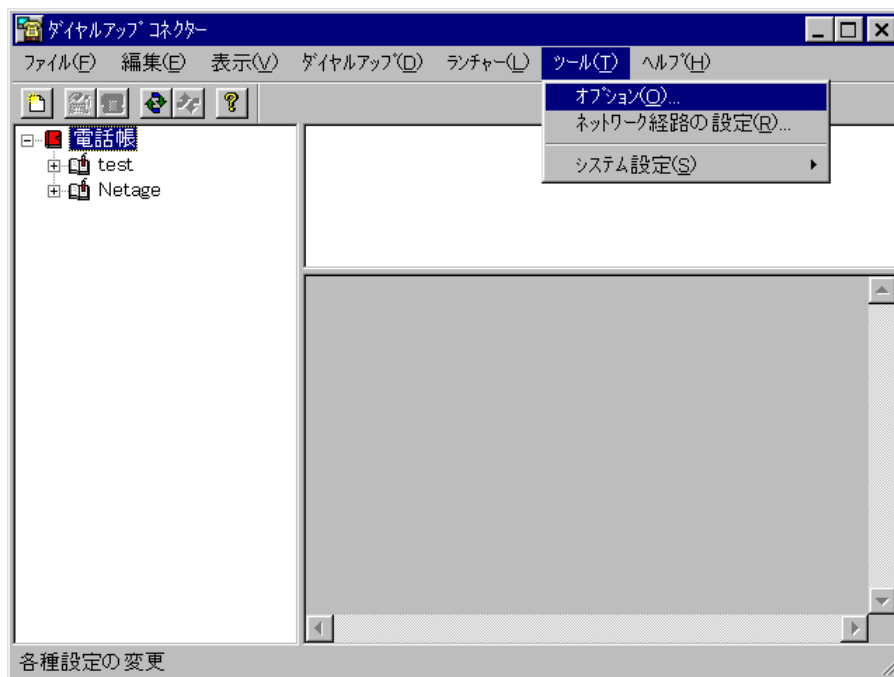 ﾀﾞｲﾔﾙｱｯﾌﾟ ｺﾈｸﾀｰ
ﾌｧｲﾙ(F) 編集(E) 表示(V) ﾀﾞｲﾔﾙｱｯﾌﾟ(D) ﾗﾝﾁｬｰ(L) ﾂｰﾙ(T) ﾍﾙﾌﾟ(H)
ｵﾌﾟｼｮﾝ(O)...
ﾈｯﾄﾜｰｸ経路の設定(R)...
ｼｽﾃﾑ設定(S)
電話帳
test
Netage
各種設定の変更